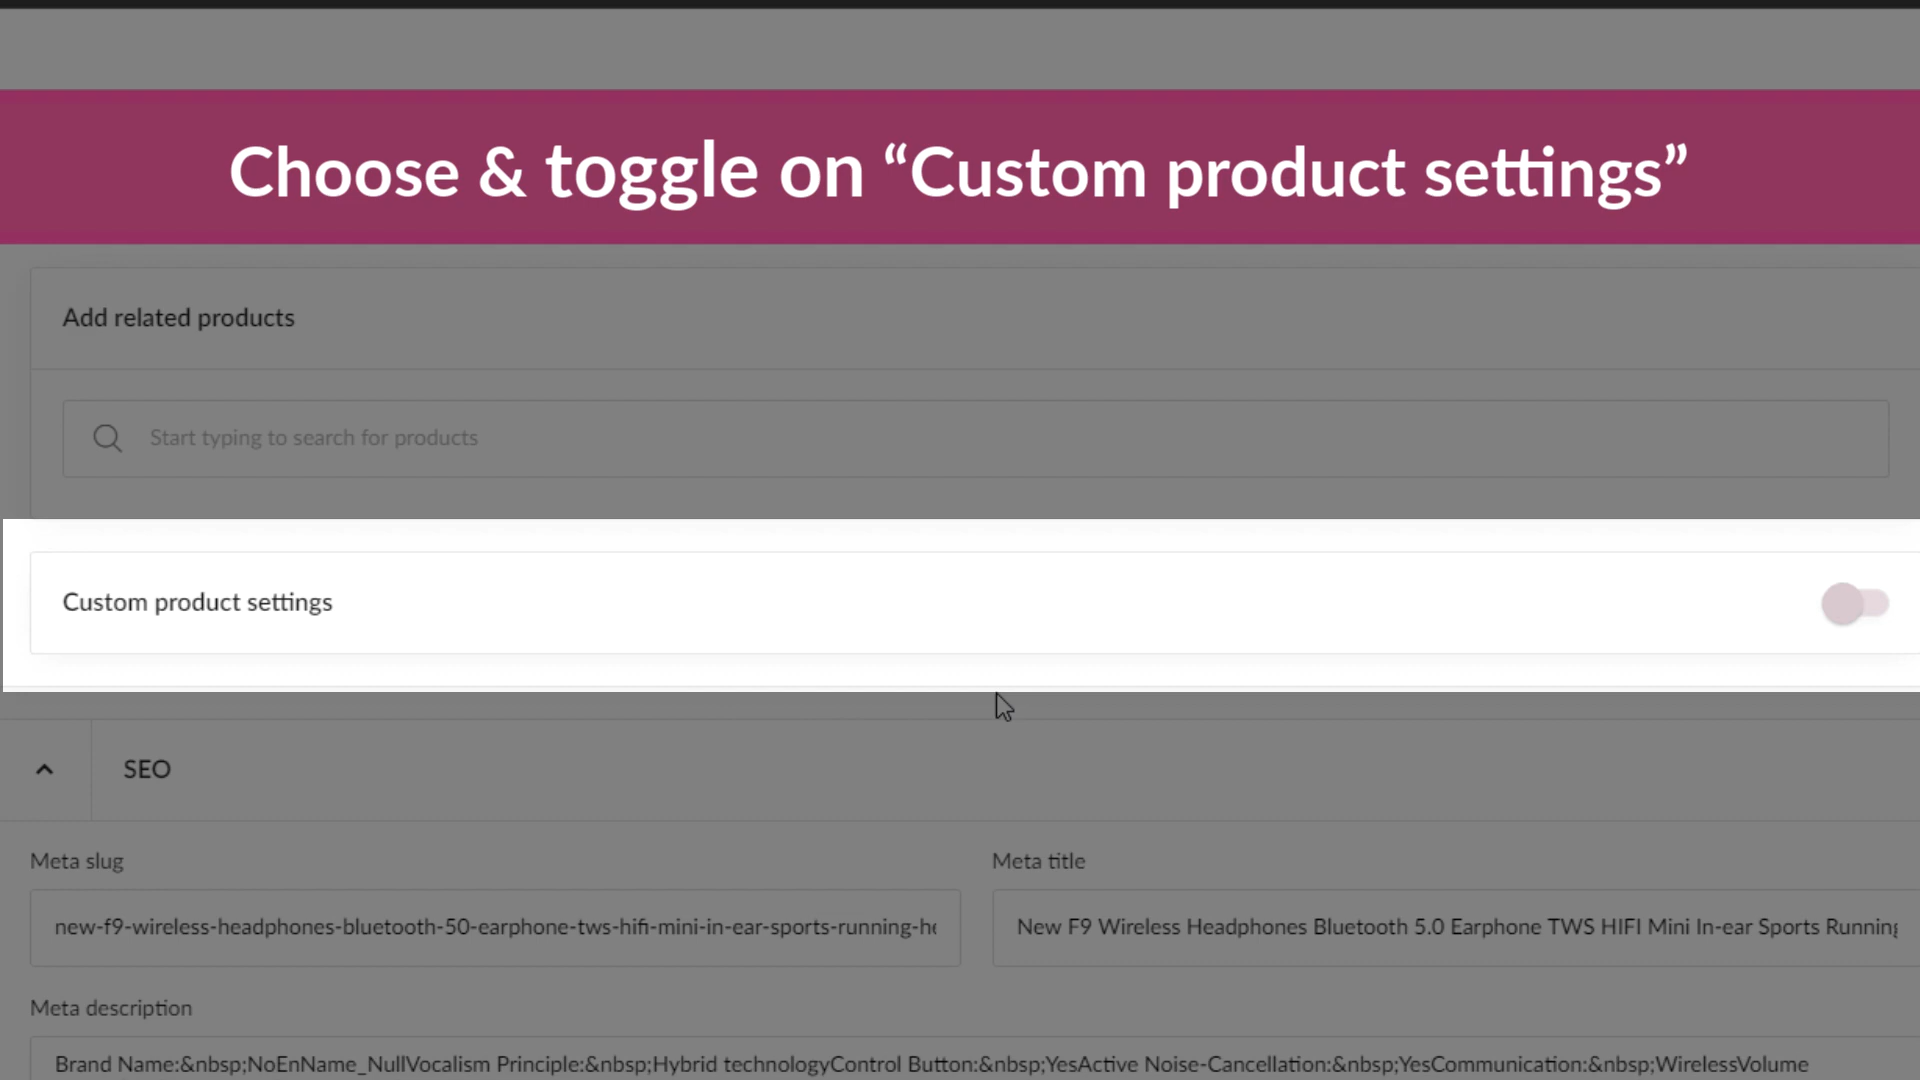 Choose & toggle on “Custom product settings”
Add related products
Start typing to search for products
Custom product settings
SEO
Meta slug
Meta title
new-f9-wireless-headphones-bluetooth-50-earphone-tws-hifi-mini-in-ear-sports-running-he
New F9 Wireless Headphones Bluetooth 5.0 Earphone TWS HIFI Mini In-ear Sports Running
Meta description
Brand Name:&nbsp;NoEnName_NullVocalism Principle:&nbsp;Hybrid technologyControl Button:&nbsp;YesActive Noise-Cancellation:&nbsp;YesCommunication:&nbsp;WirelessVolume